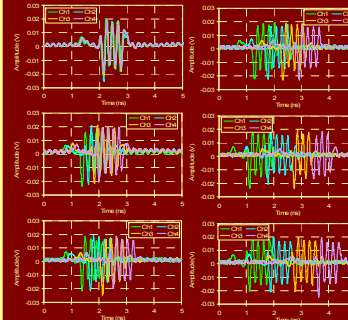 0.03
0.02
0.01
0
-0.01
-0.02
-0.03
Amplitude (V)
Ch1 Ch2
Ch3 Ch4
0 1 2 3 4 5
Time (ns)
0.03
0.02
0.01
0
-0.01
-0.02
-0.03
Amplitude (V)
Ch1 Ch2
Ch3 Ch4
0 1 2 3 4 5
Time (ns)
0.03
0.02
0.01
0
-0.01
-0.02
-0.03
Amplitude (V)
Ch1 Ch2
Ch3 Ch4
0 1 2 3 4 5
Time (ns)
0.03
0.02
0.01
0
-0.01
-0.02
-0.03
Amplitude (V)
Ch1
Ch3
0 1 2 3 4
Time (ns)
0.03
0.02
0.01
0
-0.01
-0.02
-0.03
Amplitude (V)
Ch1 Ch2
Ch3 Ch4
0 1 2 3 4
Time (ns)
0.03
0.02
0.01
0
-0.01
-0.02
-0.03
Amplitude (V)
Ch1 Ch2
Ch3 Ch4
0 1 2 3 4
Time (ns)